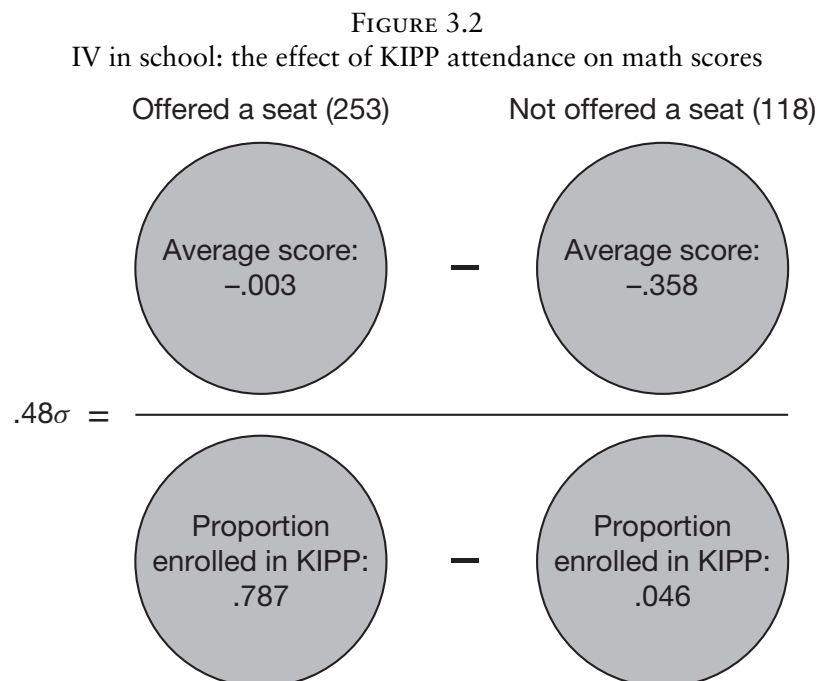 FIGURE 3.2
IV in school: the effect of KIPP attendance on math scores
Offered a seat (253)
Not offered a seat (118)
Average score:
–.003
–
Average score:
–.358
.48σ =
Proportion
enrolled in KIPP:
.787
–
Proportion
enrolled in KIPP:
.046